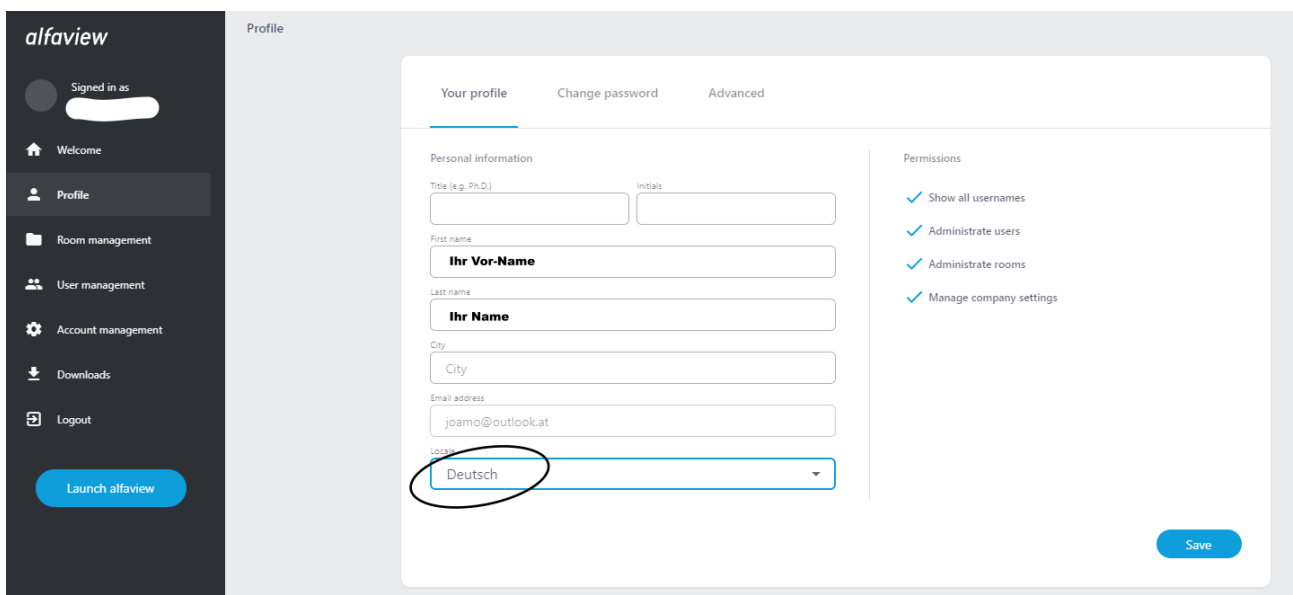 alfaview
Signed in as
Welcome
Profile
Room management
User management
Account management
Downloads
Logout
Launch alfaview
Profile
Your profile
Change password
Advanced
Personal information
Title (e.g. Ph.D.)
Initials
First name
Ihr Vor-Name
Last name
Ihr Name
City
City
Email address
joamo@outlook.at
Locale
Deutsch
Permissions
Show all usernames
Administrate users
Administrate rooms
Manage company settings
Save